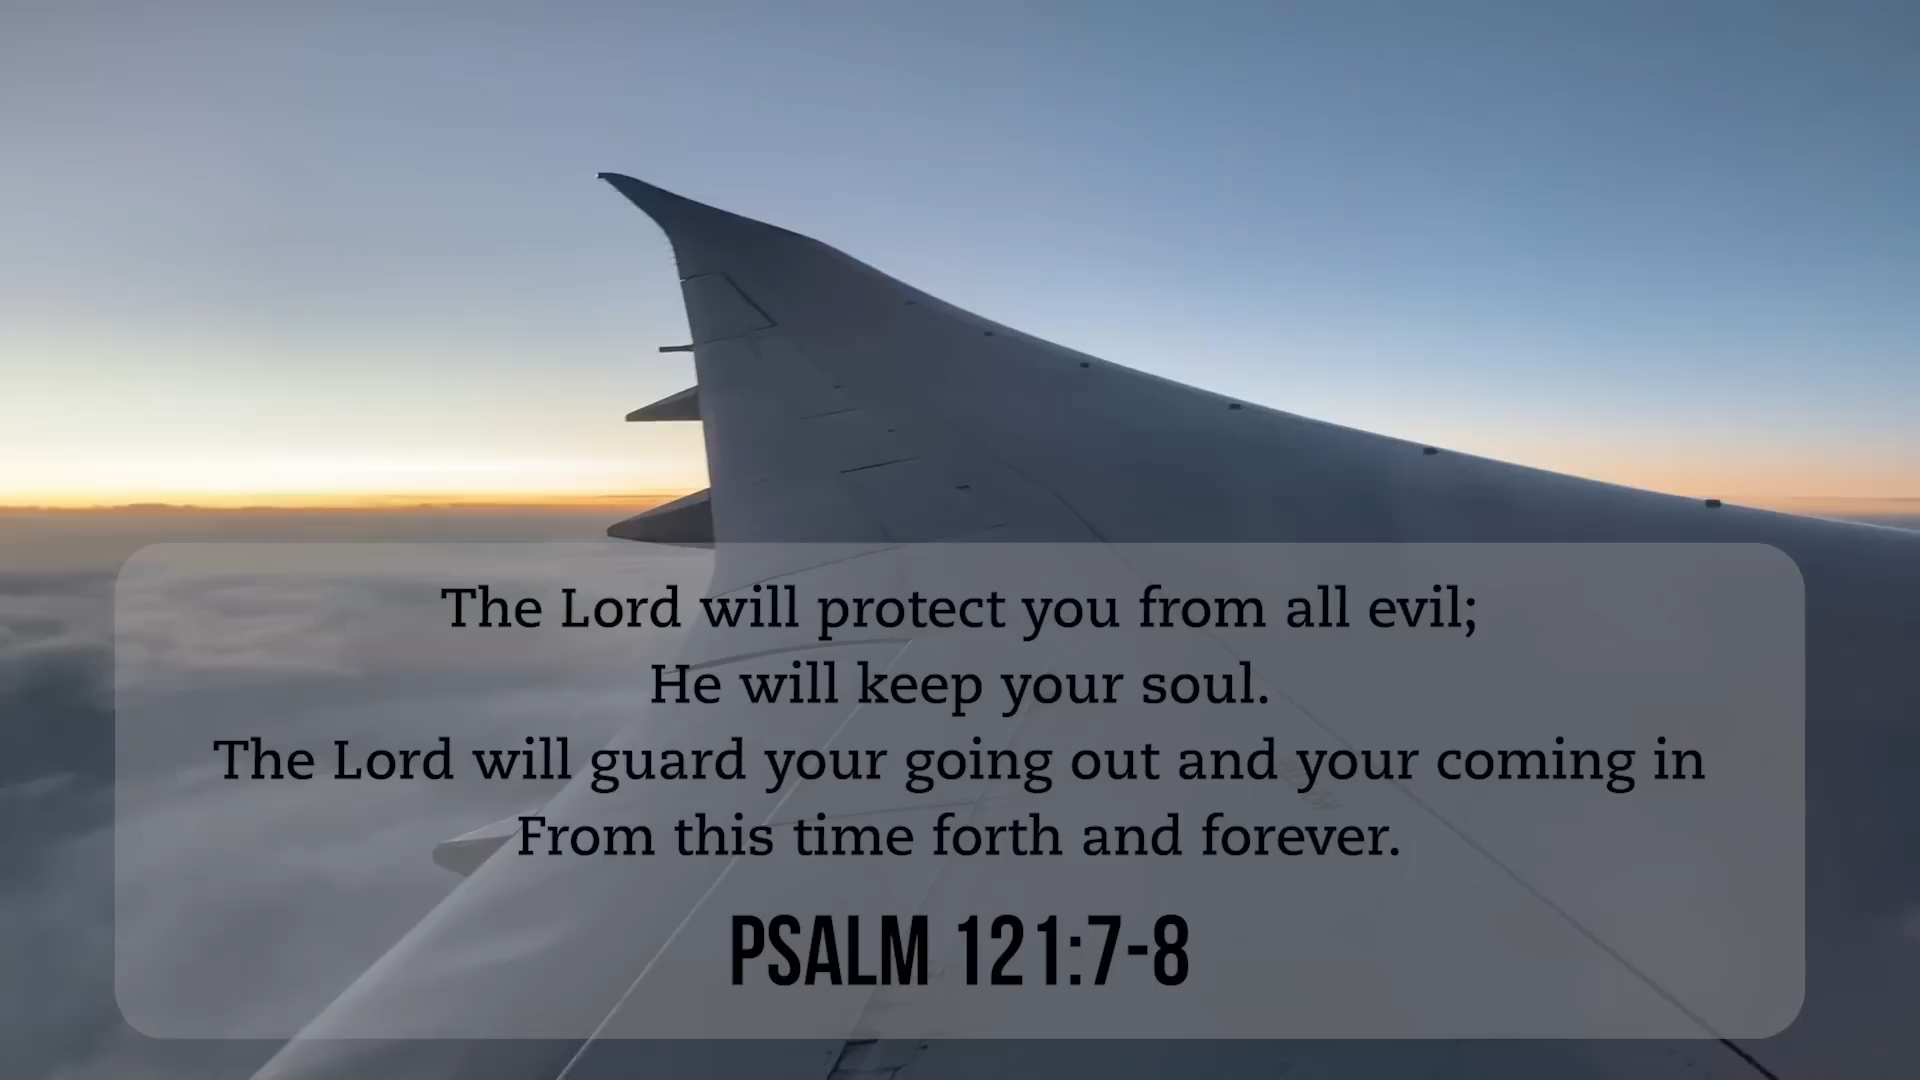 The Lord will protect you from all evil;
He will keep your soul.
The Lord will guard your going out and your coming in
From this time forth and forever.
PSALM 121:7-8